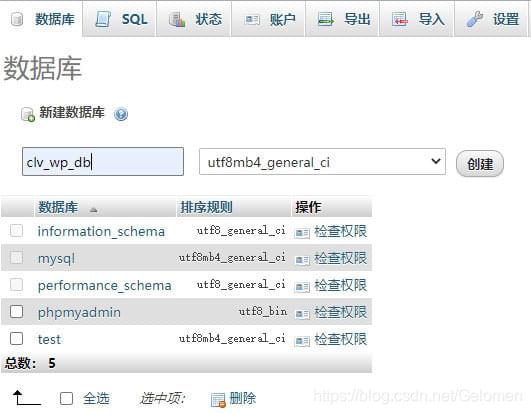 数据库 SQL 状态 账户 导出 导入 设置
数据库
新建数据库
clv_wp_db utf8mb4_general_ci 创建
数据库 排序规则 操作
information_schema utf8_general_ci 检查权限
mysql utf8mb4_general_ci 检查权限
performance_schema utf8_general_ci 检查权限
phpmyadmin utf8_bin 检查权限
test utf8mb4_general_ci 检查权限
总数： 5
全选 选中项： 删除
https://blog.csdn.net/Gelomen